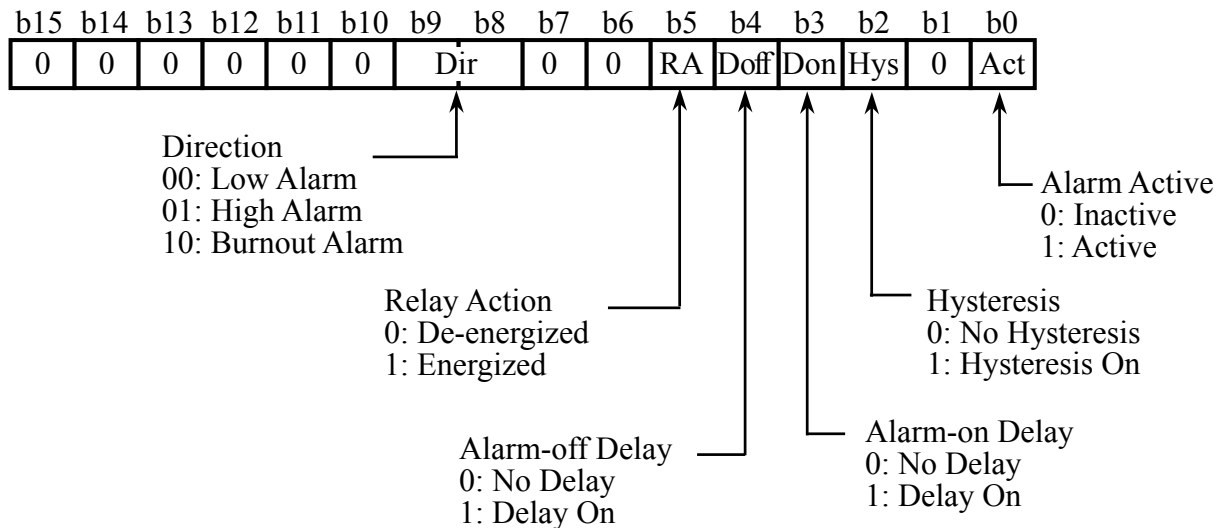 b15 b14 b13 b12 b11 b10 b9 b8 b7 b6 b5 b4 b3 b2 b1 b0
0 0 0 0 0 0 Dir 0 0 RA Doff Don Hys 0 Act
Direction
00: Low Alarm
01: High Alarm
10: Burnout Alarm
Alarm Active
0: Inactive
1: Active
Relay Action
0: De-energized
1: Energized
Hysteresis
0: No Hysteresis
1: Hysteresis On
Alarm-off Delay
0: No Delay
1: Delay On
Alarm-on Delay
0: No Delay
1: Delay On